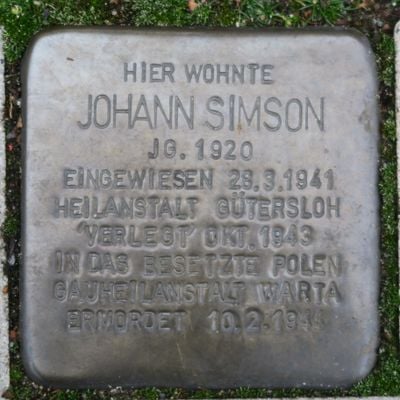 HIER WOHNTE
JOHANN SIMSON
JG. 1920
EINGEWIESEN 28.3.1941
HEILANSTALT GÜTERSLOH
'VERLEGT' OKT. 1943
IN DAS BESETZTE POLEN
GAUHEILANSTALT WARTA
ERMORDET 10.2.1944